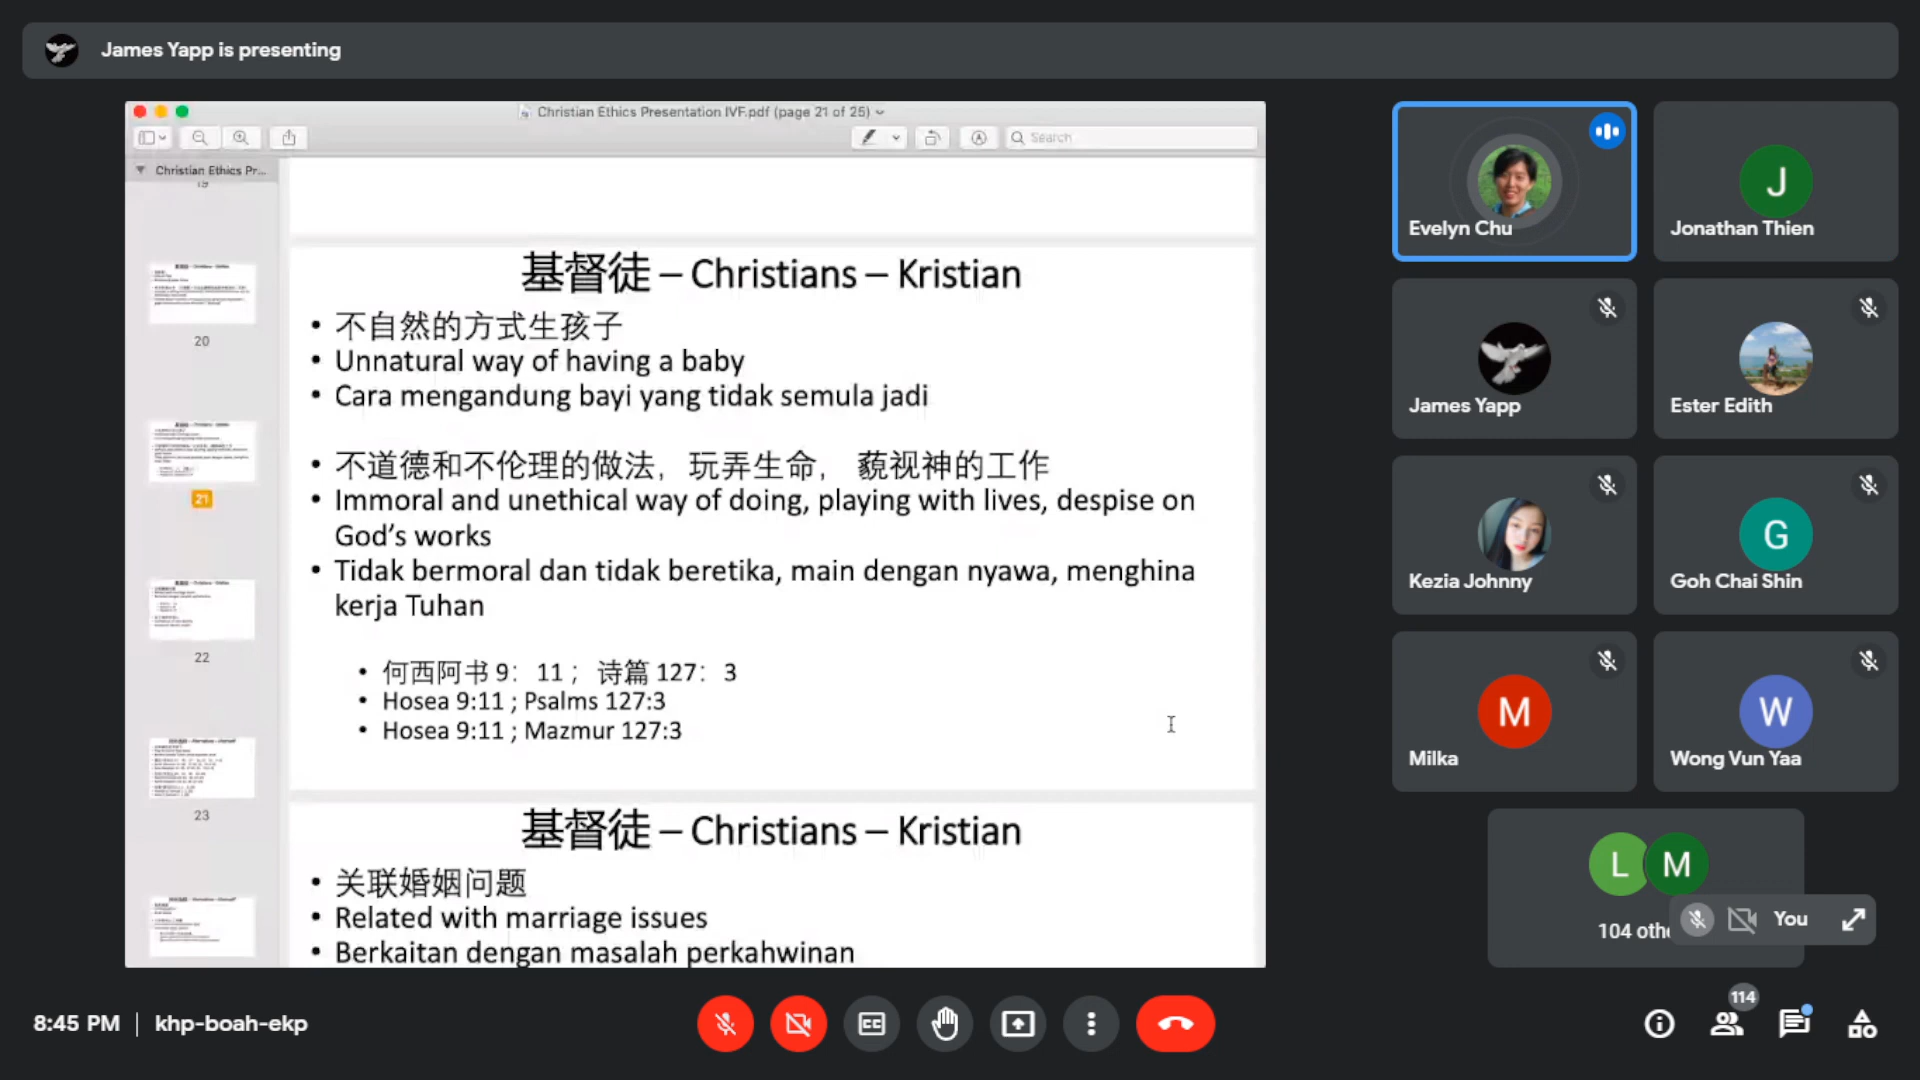 James Yapp is presenting
Christian Ethics Presentation IVF.pdf (page 21 of 25)
Search
Christian Ethics Pr...
19
20
21
22
23
基督徒 – Christians – Kristian
• 不自然的方式生孩子
• Unnatural way of having a baby
• Cara mengandung bayi yang tidak semula jadi
• 不道德和不伦理的做法，玩弄生命， 藐视神的工作
• Immoral and unethical way of doing, playing with lives, despise on
God’s works
• Tidak bermoral dan tidak beretika, main dengan nyawa, menghina
kerja Tuhan
• 何西阿书 9：11； 诗篇 127：3
• Hosea 9:11 ; Psalms 127:3
• Hosea 9:11 ; Mazmur 127:3
基督徒 – Christians – Kristian
• 关联婚姻问题
• Related with marriage issues
• Berkaitan dengan masalah perkahwinan
Evelyn Chu
J
Jonathan Thien
James Yapp
Ester Edith
Kezia Johnny
G
Goh Chai Shin
M
Milka
W
Wong Vun Yaa
L
M
104 othe
You
8:45 PM | khp-boah-ekp
CC
114